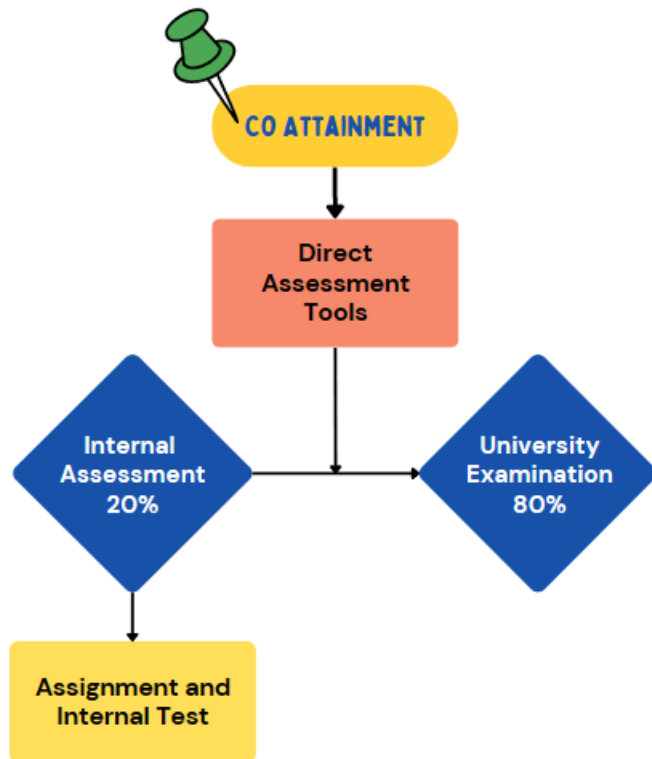 CO ATTAINMENT
Direct
Assessment
Tools
Internal
Assessment
20%
University
Examination
80%
Assignment and
Internal Test